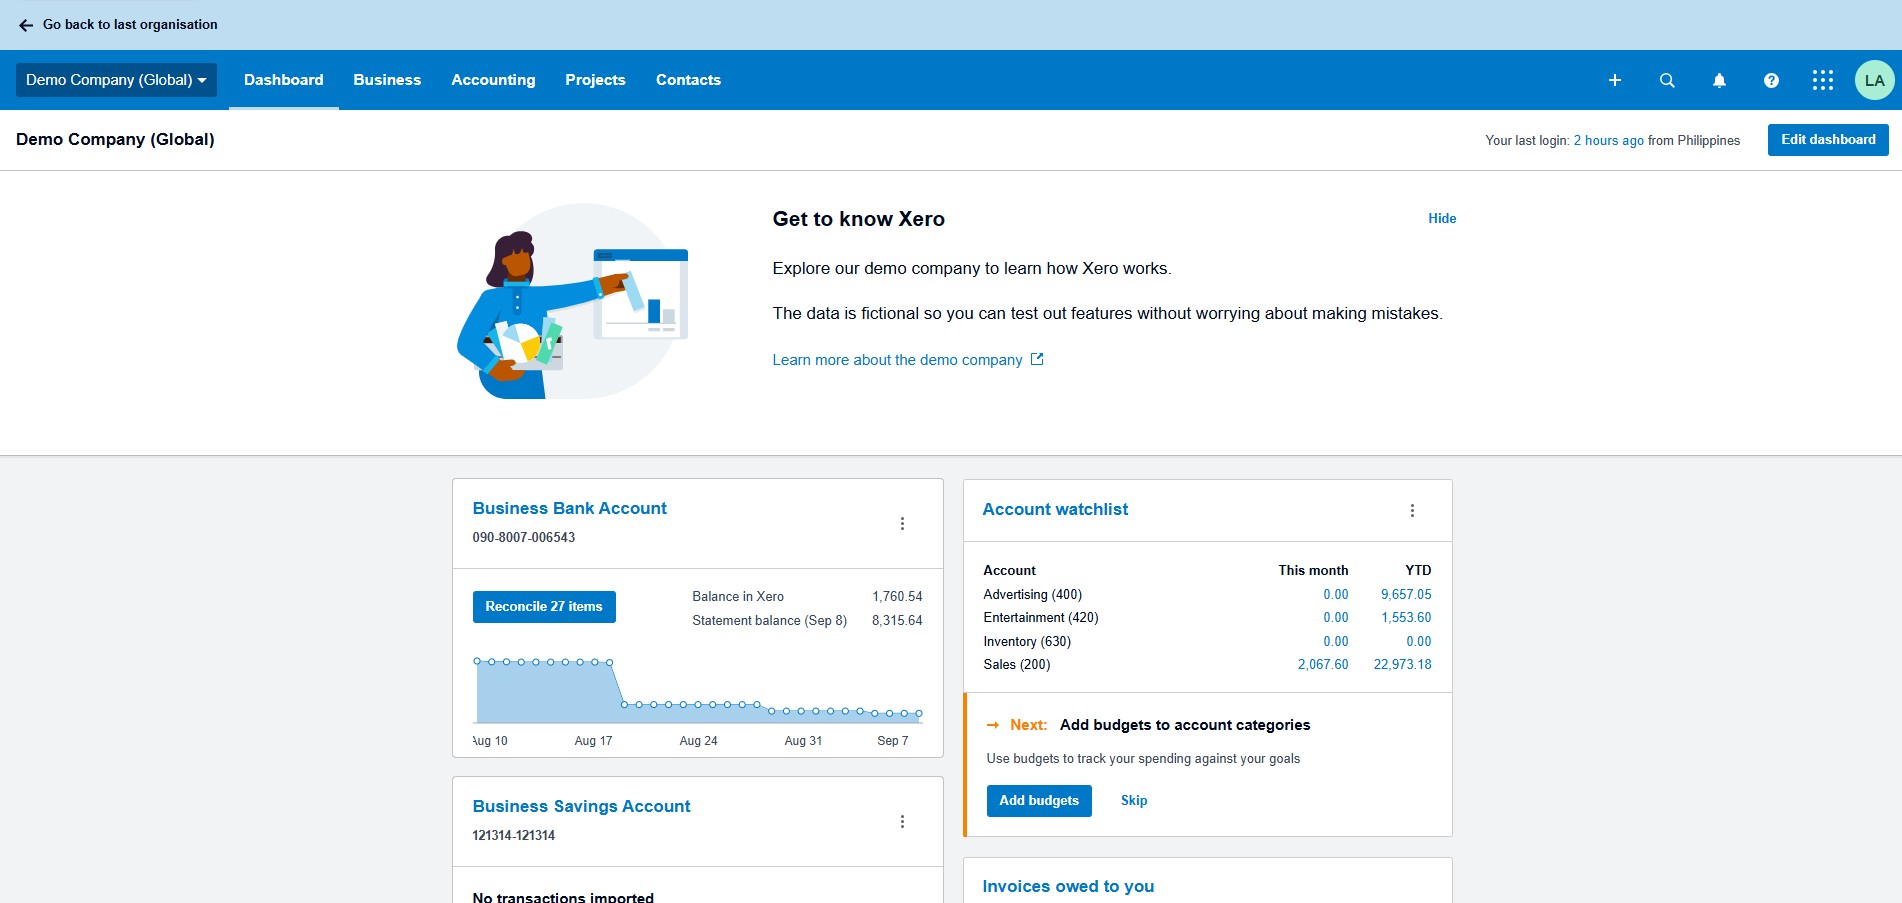 Go back to last organisation
Demo Company (Global)
Dashboard
Business
Accounting
Projects
Contacts
LA
Demo Company (Global)
Your last login: 2 hours ago from Philippines
Edit dashboard
Get to know Xero
Hide
Explore our demo company to learn how Xero works.
The data is fictional so you can test out features without worrying about making mistakes.
Learn more about the demo company
Business Bank Account
090-8007-006543
Reconcile 27 items
Balance in Xero 1,760.54
Statement balance (Sep 8) 8,315.64
Aug 10 Aug 17 Aug 24 Aug 31 Sep 7
Business Savings Account
121314-121314
No transactions imported
Account watchlist
Account This month YTD
Advertising (400) 0.00 9,657.05
Entertainment (420) 0.00 1,553.60
Inventory (630) 0.00 0.00
Sales (200) 2,067.60 22,973.18
Next: Add budgets to account categories
Use budgets to track your spending against your goals
Add budgets
Skip
Invoices owed to you